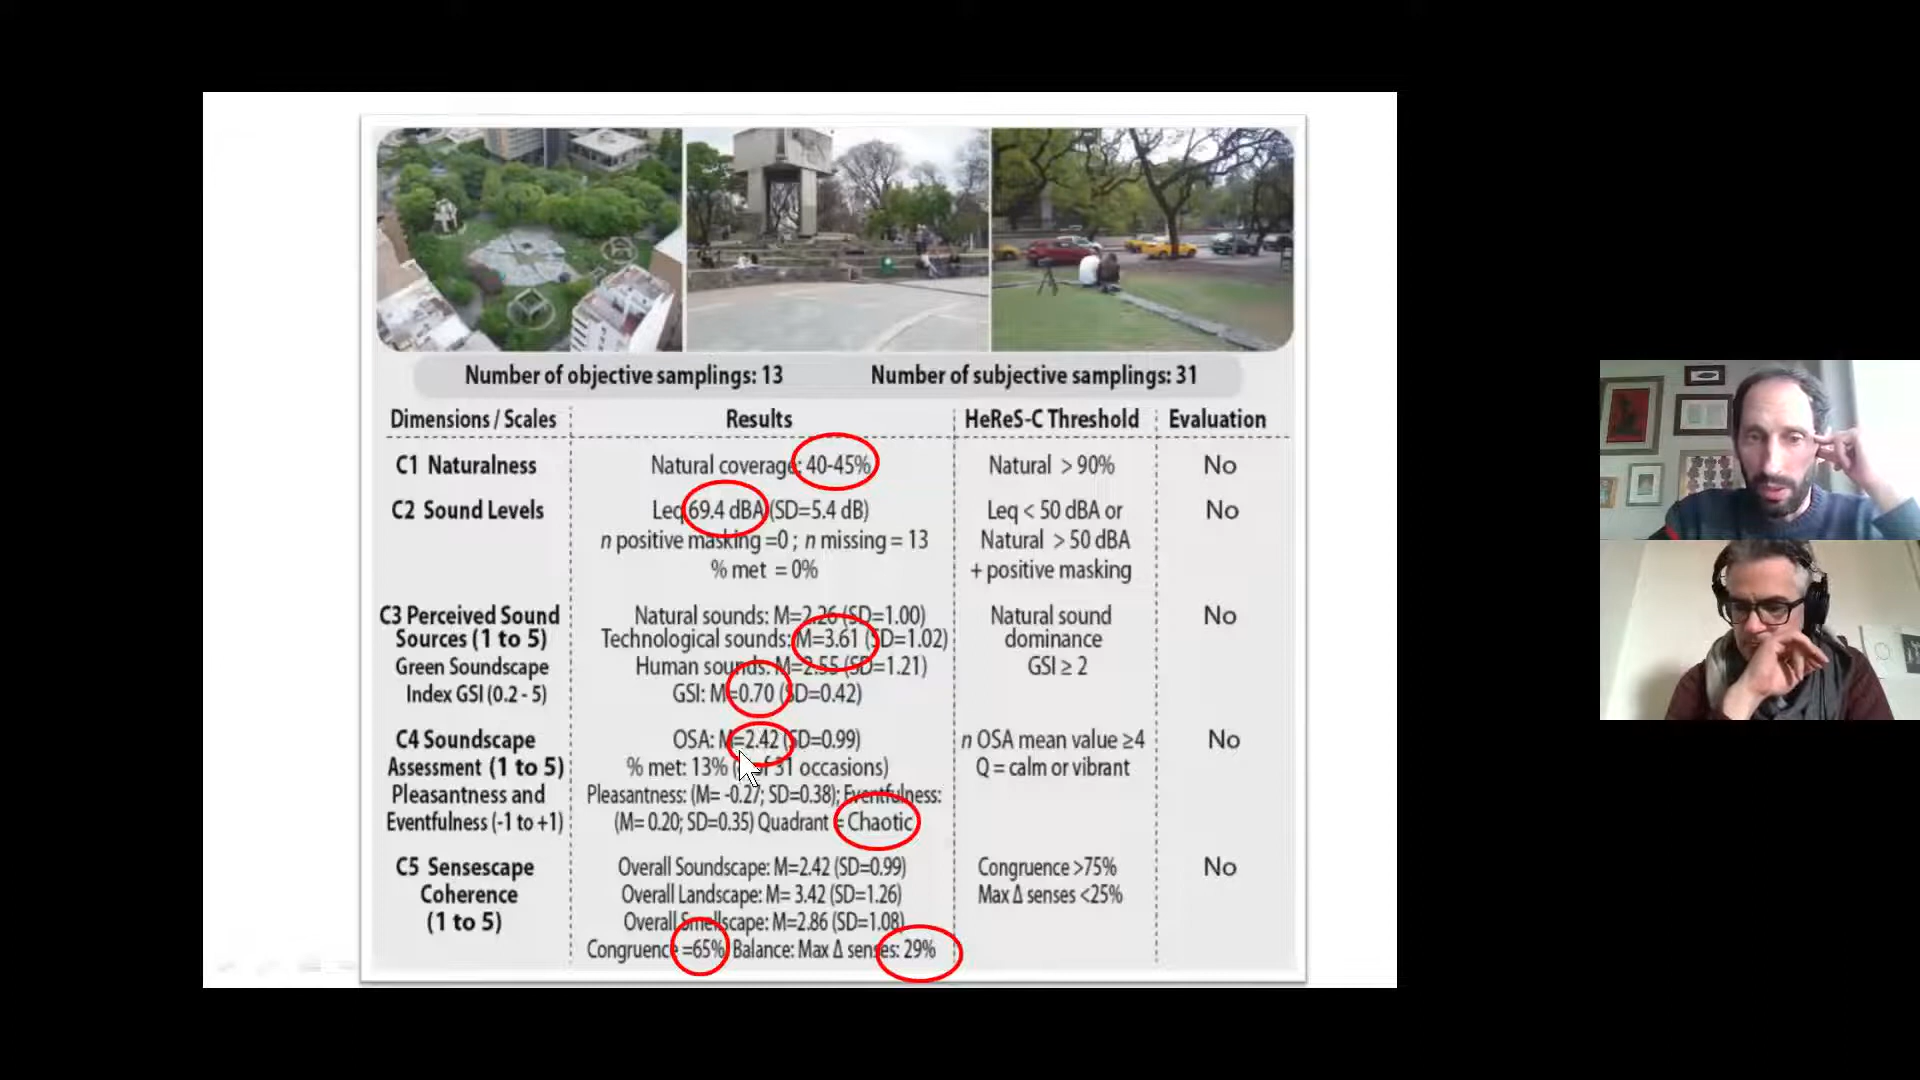 Number of objective samplings: 13 Number of subjective samplings: 31
Dimensions / Scales Results HeReS-C Threshold Evaluation
C1 Naturalness Natural coverage: 40-45% Natural > 90% No
C2 Sound Levels Leq 69.4 dBA (SD=5.4 dB) Leq < 50 dBA or No
n positive masking =0 ; n missing = 13 Natural > 50 dBA
% met = 0% + positive masking
C3 Perceived Sound Natural sounds: M=2.26 (SD=1.00) Natural sound No
Sources (1 to 5) Technological sounds: M=3.61 (SD=1.02) dominance
Green Soundscape Human sounds: M=2.55 (SD=1.21) GSI ≥ 2
Index GSI (0.2 - 5) GSI: M=0.70 (SD=0.42)
C4 Soundscape OSA: M=2.42 (SD=0.99) n OSA mean value ≥4 No
Assessment (1 to 5) % met: 13% ( of 31 occasions) Q = calm or vibrant
Pleasantness and Pleasantness: (M= -0.27; SD=0.38); Eventfulness:
Eventfulness (-1 to +1) (M= 0.20; SD=0.35) Quadrant = Chaotic
C5 Sensescape Overall Soundscape: M=2.42 (SD=0.99) Congruence >75% No
Coherence Overall Landscape: M= 3.42 (SD=1.26) Max Δ senses <25%
(1 to 5) Overall Smellscape: M=2.86 (SD=1.08)
Congruence =65% Balance: Max Δ senses: 29%